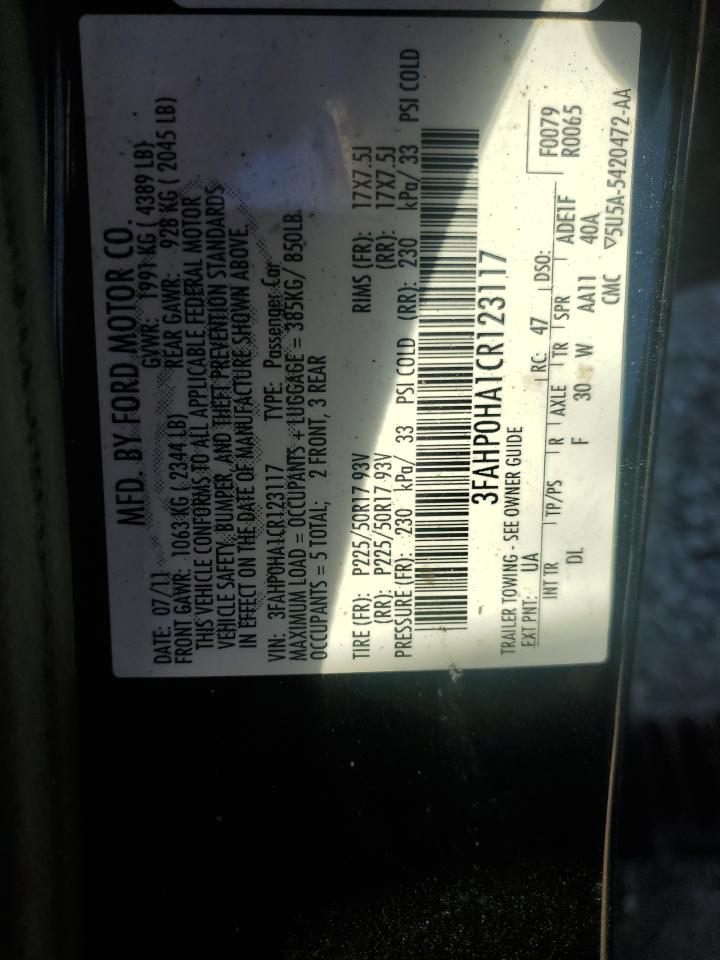 MFD. BY FORD MOTOR CO.
DATE: 07/11 GVWR: 1991 KG ( 4389 LB)
FRONT GAWR: 1063 KG ( 2344 LB) REAR GAWR: 928 KG ( 2045 LB)
THIS VEHICLE CONFORMS TO ALL APPLICABLE FEDERAL MOTOR
VEHICLE SAFETY, BUMPER, AND THEFT PREVENTION STANDARDS
IN EFFECT ON THE DATE OF MANUFACTURE SHOWN ABOVE.
VIN: 3FAHP0HA1CR123117 TYPE: Passenger Car
MAXIMUM LOAD = OCCUPANTS + LUGGAGE = 385KG/ 850LB.
OCCUPANTS = 5 TOTAL; 2 FRONT, 3 REAR
TIRE (FR): P225/50R17 93V RIMS (FR): 17X7.5J
(RR): P225/50R17 93V (RR): 17X7.5J
PRESSURE (FR): 230 kPa/ 33 PSI COLD (RR): 230 kPa/ 33 PSI COLD
3FAHP0HA1CR123117
TRAILER TOWING - SEE OWNER GUIDE F0079
EXT PNT: UA RC: 47 DSO: R0065
INT TR TP/PS R AXLE TR SPR ADE1F
DL F 30 W AA11 40A
CMC ▽5U5A-5420472-AA